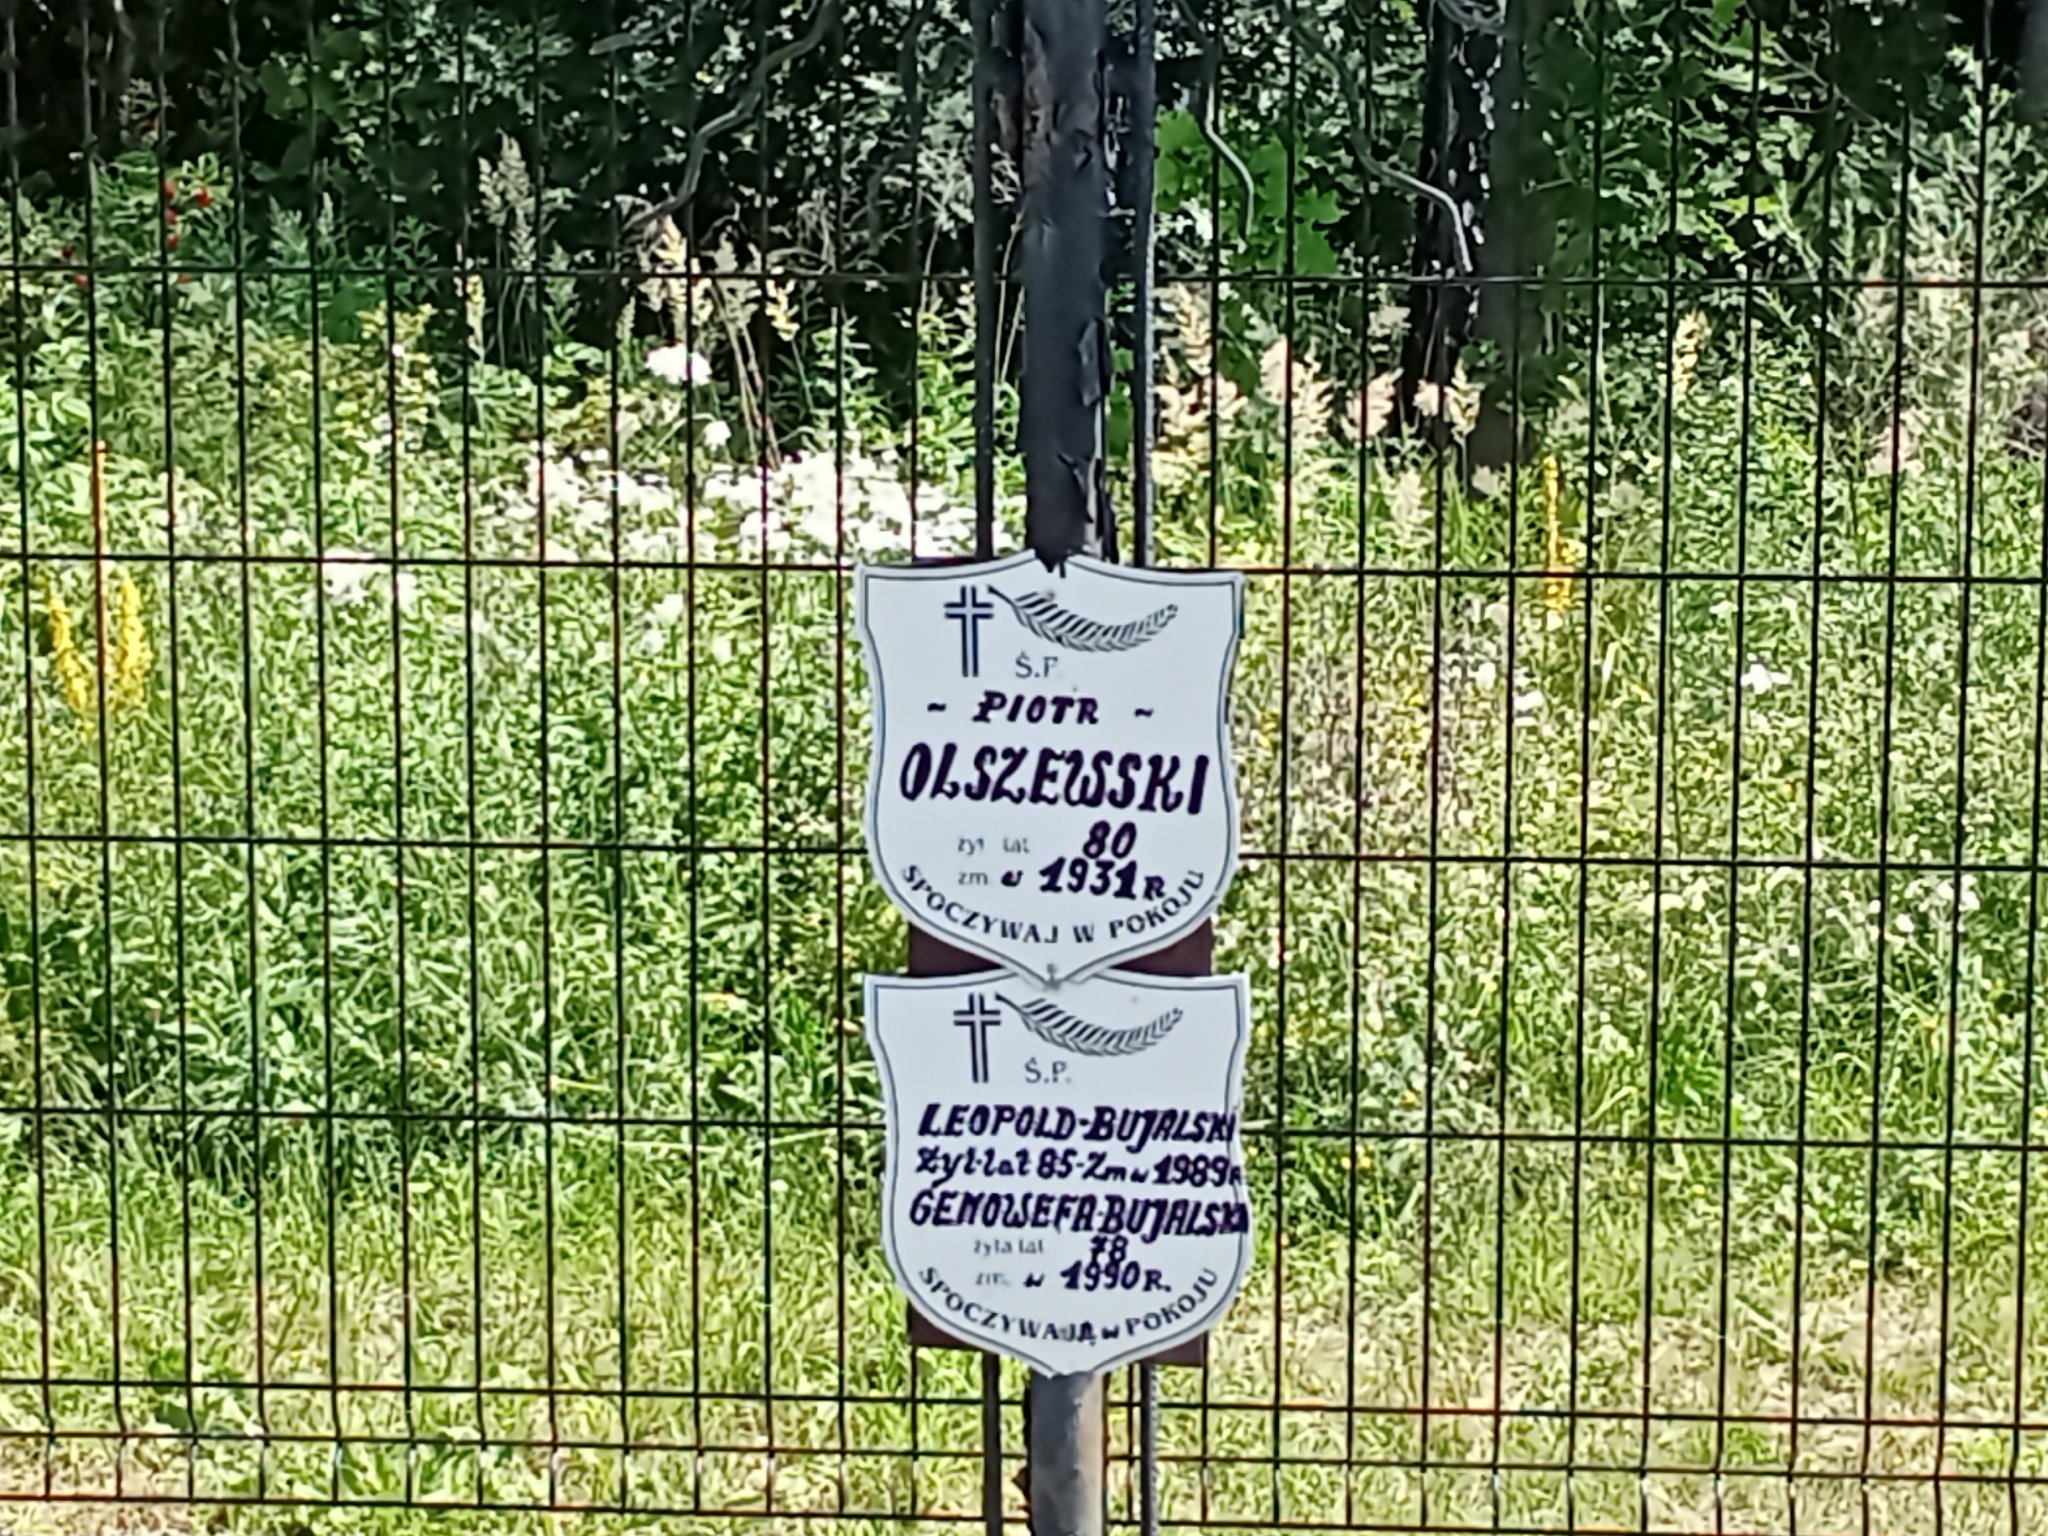 Ś.P.
~ PIOTR ~
OLSZEWSKI
żył lat 80
zm. w 1931 R
SPOCZYWAJ W POKOJU
Ś.P.
LEOPOLD-BUJALSKI
żył-lat 85-Zm w 1989 R
GENOWEFA-BUJALSKA
żyła lat 78
zm. w 1990 R.
SPOCZYWAJĄ w POKOJU